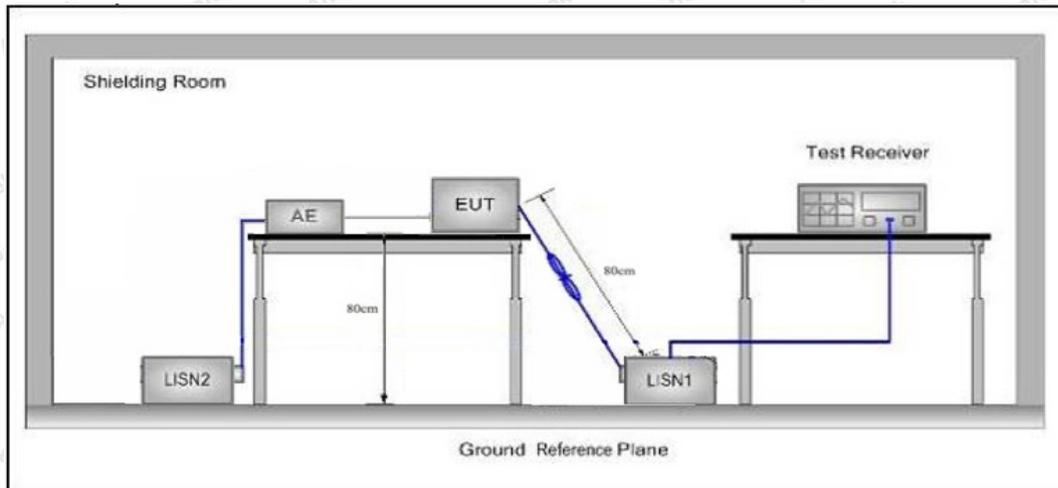 Shielding Room
Test Receiver
AE
EUT
80cm
80cm
LISN2
LISN1
Ground Reference Plane